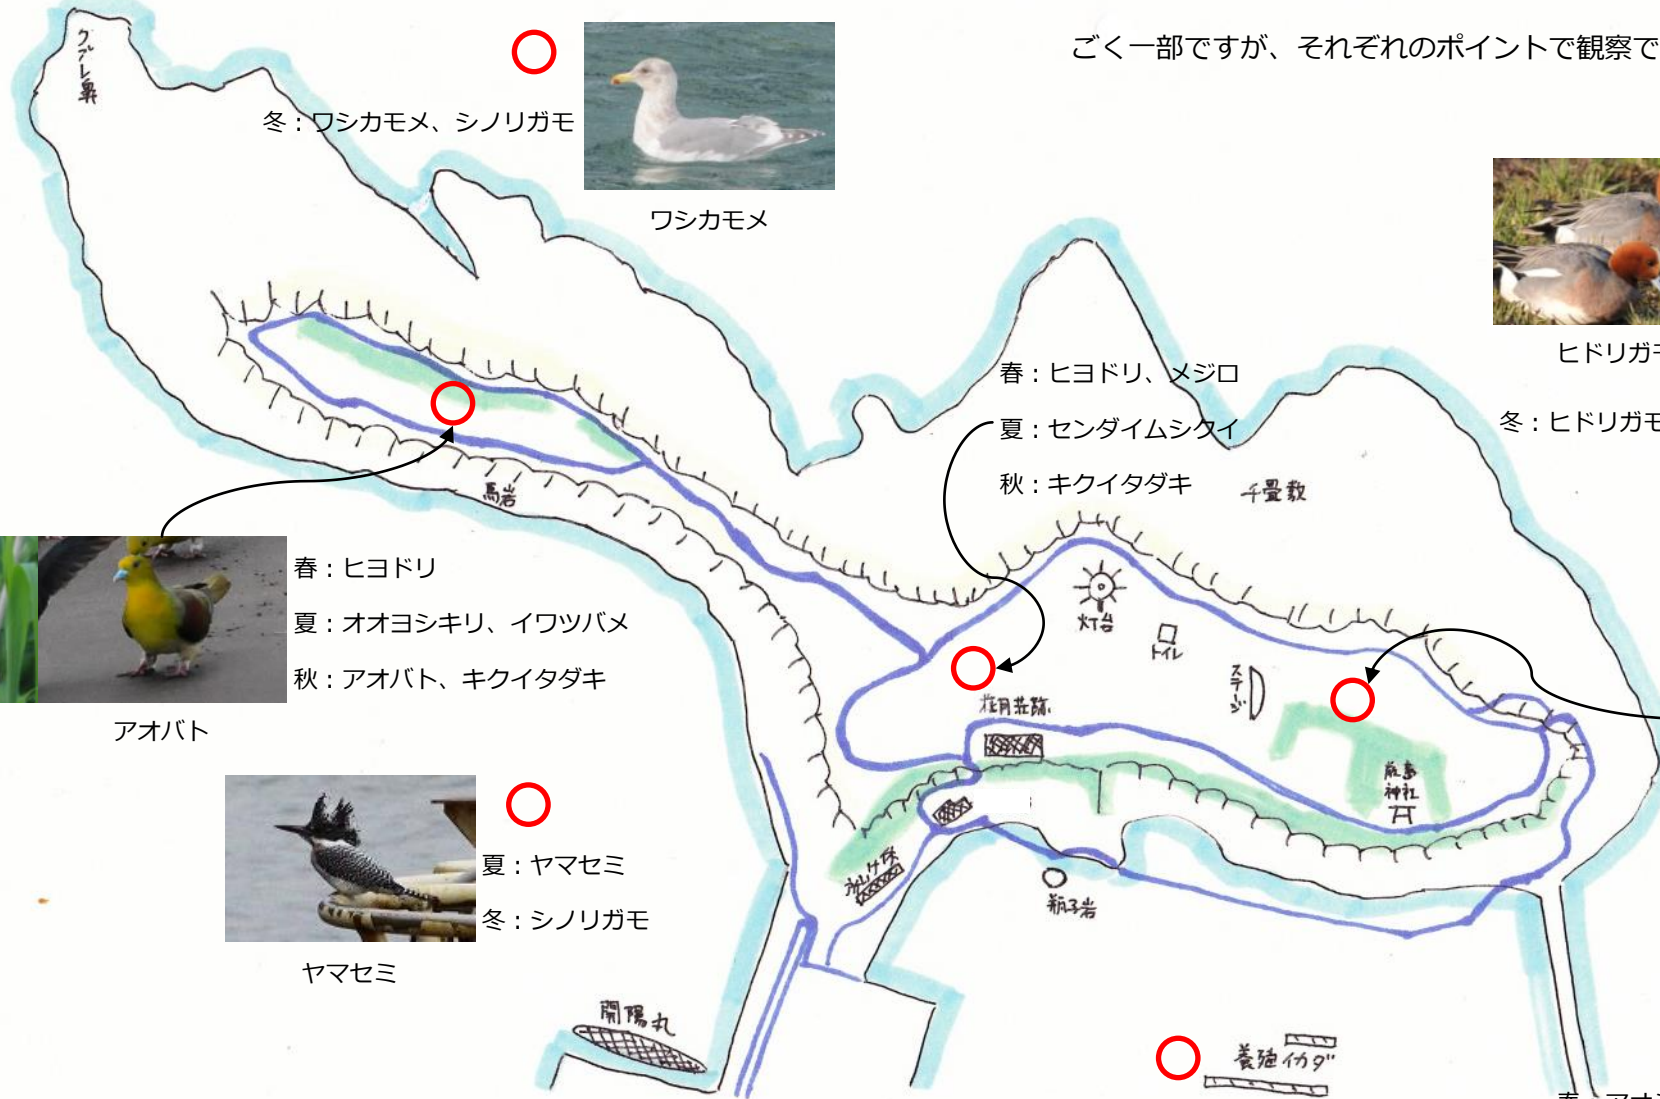 ごく一部ですが、それぞれのポイントで観察で
クブレ鼻
冬：ワシカモメ、シノリガモ
ワシカモメ
ヒドリガモ
冬：ヒドリガモ
春：ヒヨドリ、メジロ
夏：センダイムシクイ
秋：キクイタダキ
千畳敷
馬岩
春：ヒヨドリ
夏：オオヨシキリ、イワツバメ
秋：アオバト、キクイタダキ
アオバト
灯台
トイレ
ステージ
厳島
神社
夏：ヤマセミ
冬：シノリガモ
ヤマセミ
瓶子岩
開陽丸
養殖イカダ